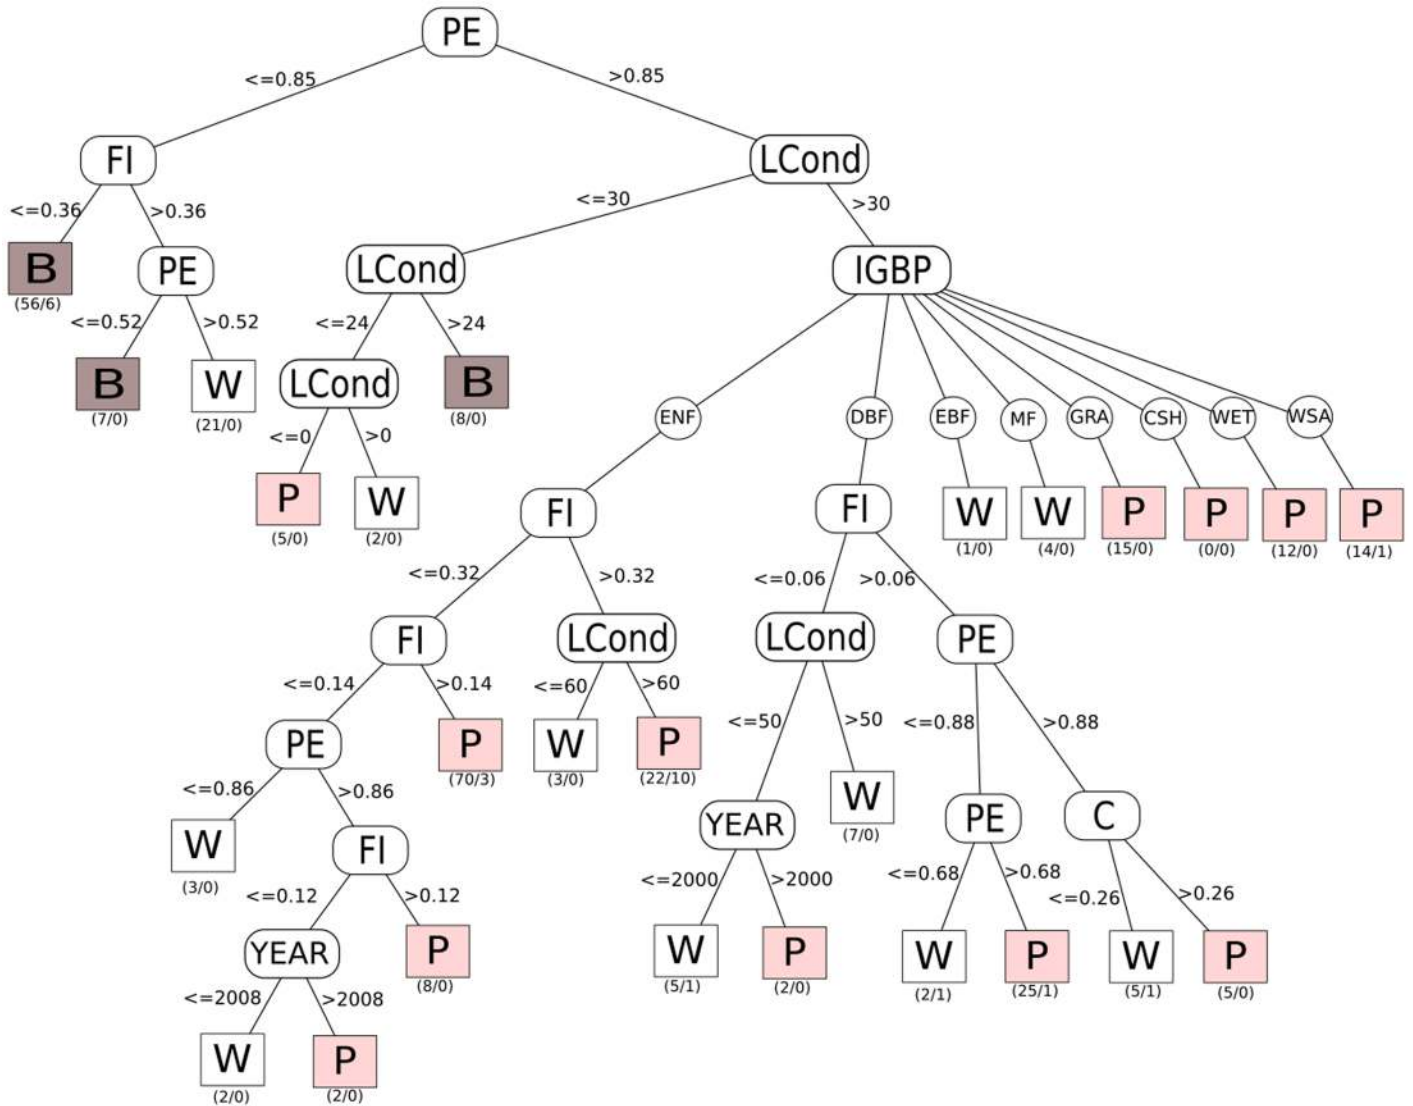 PE
<=0.85 >0.85
FI LCond
<=0.36 >0.36 <=30 >30
B PE LCond IGBP
(56/6)
<=0.52 >0.52 <=24 >24
B W LCond B
(7/0) (21/0) (8/0)
ENF DBF EBF MF GRA CSH WET WSA
<=0 >0
P W FI FI W W P P P P
(5/0) (2/0) (1/0) (4/0) (15/0) (0/0) (12/0) (14/1)
<=0.32 >0.32 <=0.06 >0.06
FI LCond LCond PE
<=0.14 >0.14 <=60 >60 <=50 >50 <=0.88 >0.88
PE P W P
(70/3) (3/0) (22/10)
<=0.86 >0.86 W
(7/0)
W FI YEAR PE C
(3/0)
<=0.12 >0.12 <=2000 >2000 <=0.68 >0.68 <=0.26 >0.26
YEAR P W P W P W P
(8/0) (5/1) (2/0) (2/1) (25/1) (5/1) (5/0)
<=2008 >2008
W P
(2/0) (2/0)